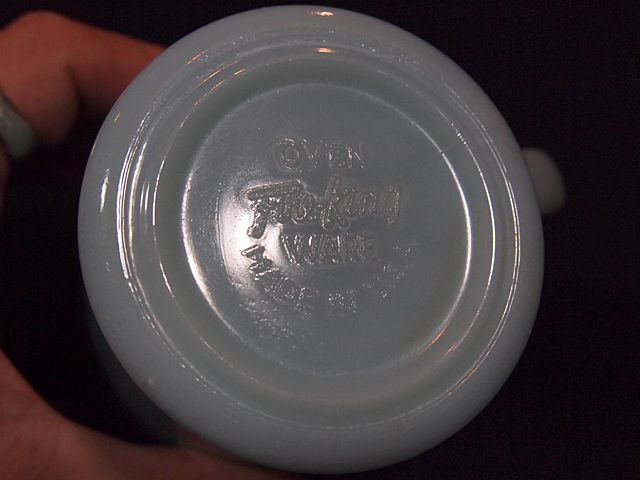 OVEN
Fire-King
WARE
MADE IN U.S.A.